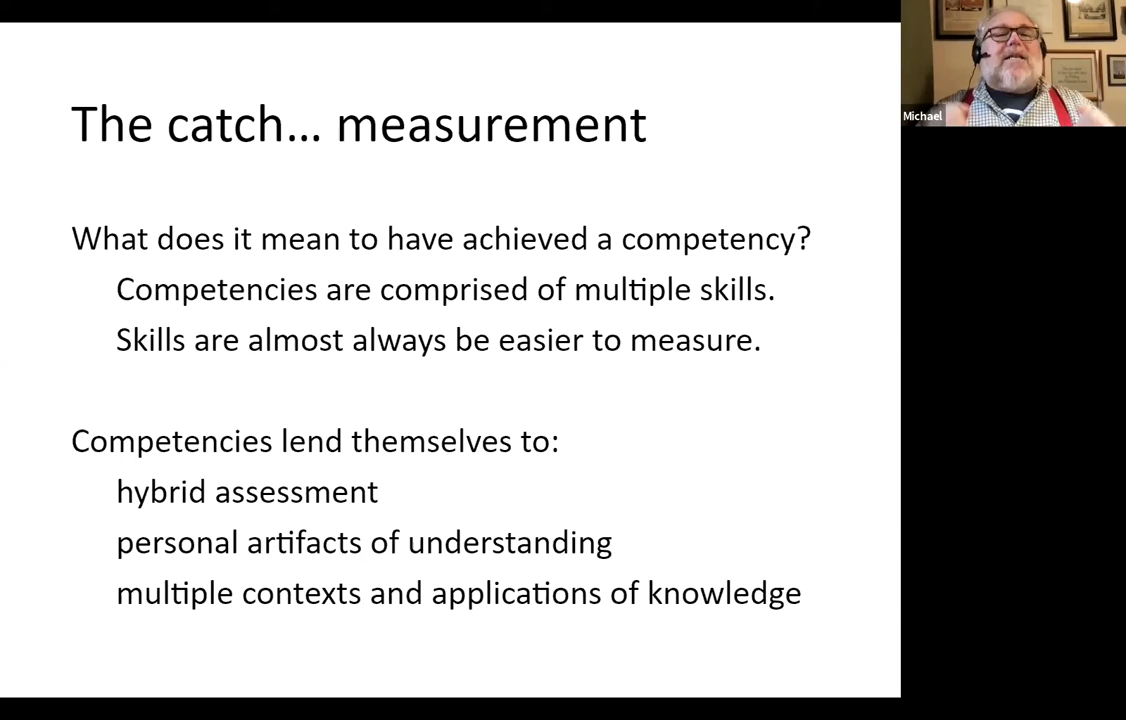 The catch... measurement
What does it mean to have achieved a competency?
Competencies are comprised of multiple skills.
Skills are almost always be easier to measure.
Competencies lend themselves to:
hybrid assessment
personal artifacts of understanding
multiple contexts and applications of knowledge
Michael